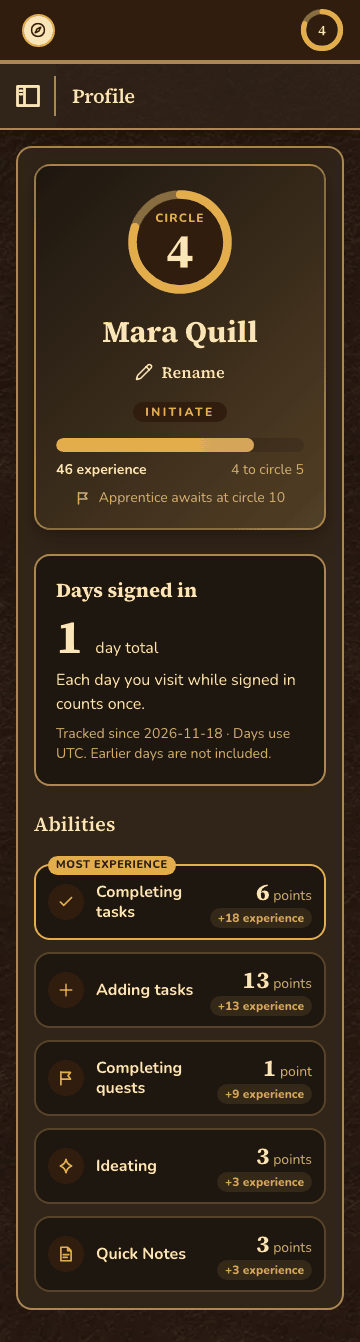 4
Profile
CIRCLE
4
Mara Quill
Rename
INITIATE
46 experience
4 to circle 5
Apprentice awaits at circle 10
Days signed in
1 day total
Each day you visit while signed in
counts once.
Tracked since 2026-11-18 · Days use
UTC. Earlier days are not included.
Abilities
MOST EXPERIENCE
Completing
tasks
6 points
+18 experience
Adding tasks
13 points
+13 experience
Completing
quests
1 point
+9 experience
Ideating
3 points
+3 experience
Quick Notes
3 points
+3 experience